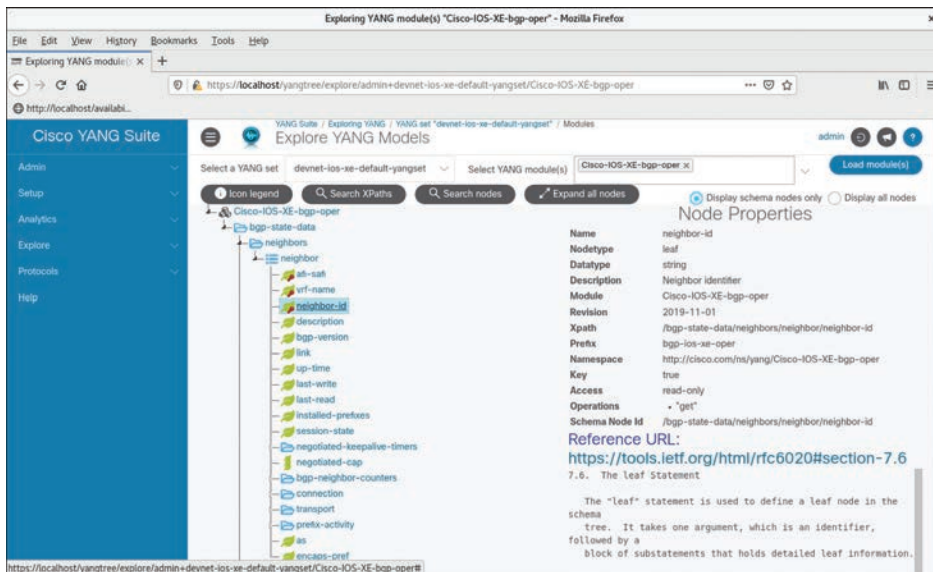 Exploring YANG module(s) "Cisco-IOS-XE-bgp-oper" - Mozilla Firefox
File Edit View History Bookmarks Tools Help
Exploring YANG module(
https://localhost/yangtree/explore/admin+devnet-ios-xe-default-yangset/Cisco-IOS-XE-bgp-oper
http://localhost/availabi...
Cisco YANG Suite
YANG Suite / Exploring YANG / YANG set "devnet-ios-xe-default-yangset" / Modules
Explore YANG Models
admin
Admin
Setup
Analytics
Explore
Protocols
Help
Select a YANG set devnet-ios-xe-default-yangset Select YANG module(s) Cisco-IOS-XE-bgp-oper × Load module(s)
Icon legend Search XPaths Search nodes Expand all nodes Display schema nodes only Display all nodes
Cisco-IOS-XE-bgp-oper
bgp-state-data
neighbors
neighbor
afi-safi
vrf-name
neighbor-id
description
bgp-version
link
up-time
last-write
last-read
installed-prefixes
session-state
negotiated-keepalive-timers
negotiated-cap
bgp-neighbor-counters
connection
transport
prefix-activity
as
encaps-pref
Node Properties
Name neighbor-id
Nodetype leaf
Datatype string
Description Neighbor identifier
Module Cisco-IOS-XE-bgp-oper
Revision 2019-11-01
Xpath /bgp-state-data/neighbors/neighbor/neighbor-id
Prefix bgp-ios-xe-oper
Namespace http://cisco.com/ns/yang/Cisco-IOS-XE-bgp-oper
Key true
Access read-only
Operations • "get"
Schema Node Id /bgp-state-data/neighbors/neighbor/neighbor-id
Reference URL:
https://tools.ietf.org/html/rfc6020#section-7.6
7.6. The leaf Statement
The "leaf" statement is used to define a leaf node in the
schema
tree. It takes one argument, which is an identifier,
followed by a
block of substatements that holds detailed leaf information.
https://localhost/yangtree/explore/admin+devnet-ios-xe-default-yangset/Cisco-IOS-XE-bgp-oper#